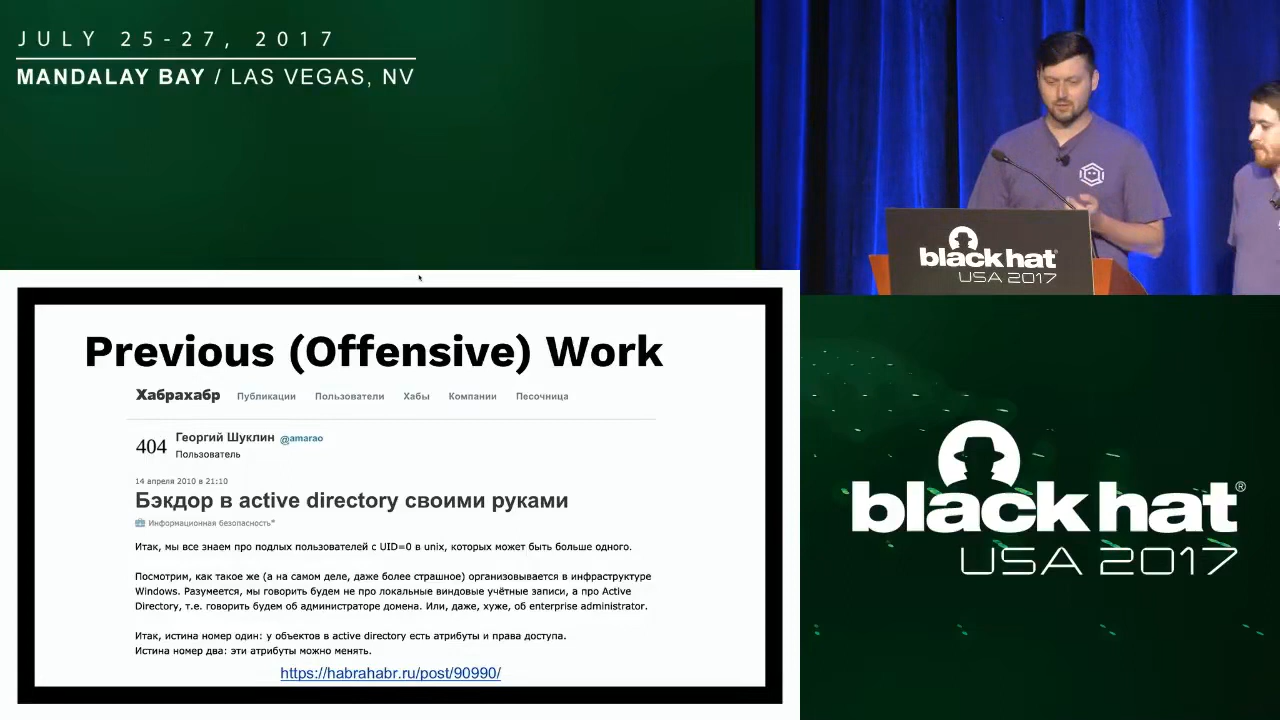 JULY 25-27, 2017
MANDALAY BAY / LAS VEGAS, NV
black hat®
USA 2017
Previous (Offensive) Work
Хабрахабр Публикации Пользователи Хабы Компании Песочница
404 Георгий Шуклин @amarao
Пользователь
14 апреля 2010 в 21:10
Бэкдор в active directory своими руками
Информационная безопасность*
Итак, мы все знаем про подлых пользователей с UID=0 в unix, которых может быть больше одного.
Посмотрим, как такое же (а на самом деле, даже более страшное) организовывается в инфраструктуре
Windows. Разумеется, мы говорить будем не про локальные виндовые учётные записи, а про Active
Directory, т.е. говорить будем об администраторе домена. Или, даже, хуже, об enterprise administrator.
Итак, истина номер один: у объектов в active directory есть атрибуты и права доступа.
Истина номер два: эти атрибуты можно менять.
https://habrahabr.ru/post/90990/
black hat®
USA 2017